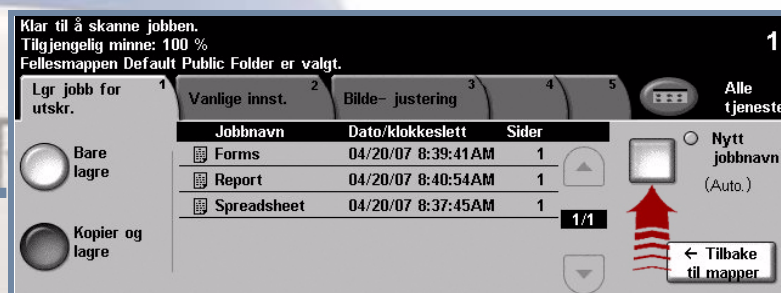 Klar til å skanne jobben.
Tilgjengelig minne: 100 %
1
Fellesmappen Default Public Folder er valgt.
Lgr jobb for
utskr.
1
Vanlige innst.
2
Bilde- justering
3
4
5
Alle
tjeneste
Jobbnavn Dato/klokkeslett Sider
Forms 04/20/07 8:39:41AM 1
Report 04/20/07 8:40:54AM 1
Spreadsheet 04/20/07 8:37:45AM 1
1/1
Bare
lagre
Kopier og
lagre
Nytt
jobbnavn
(Auto.)
← Tilbake
til mapper